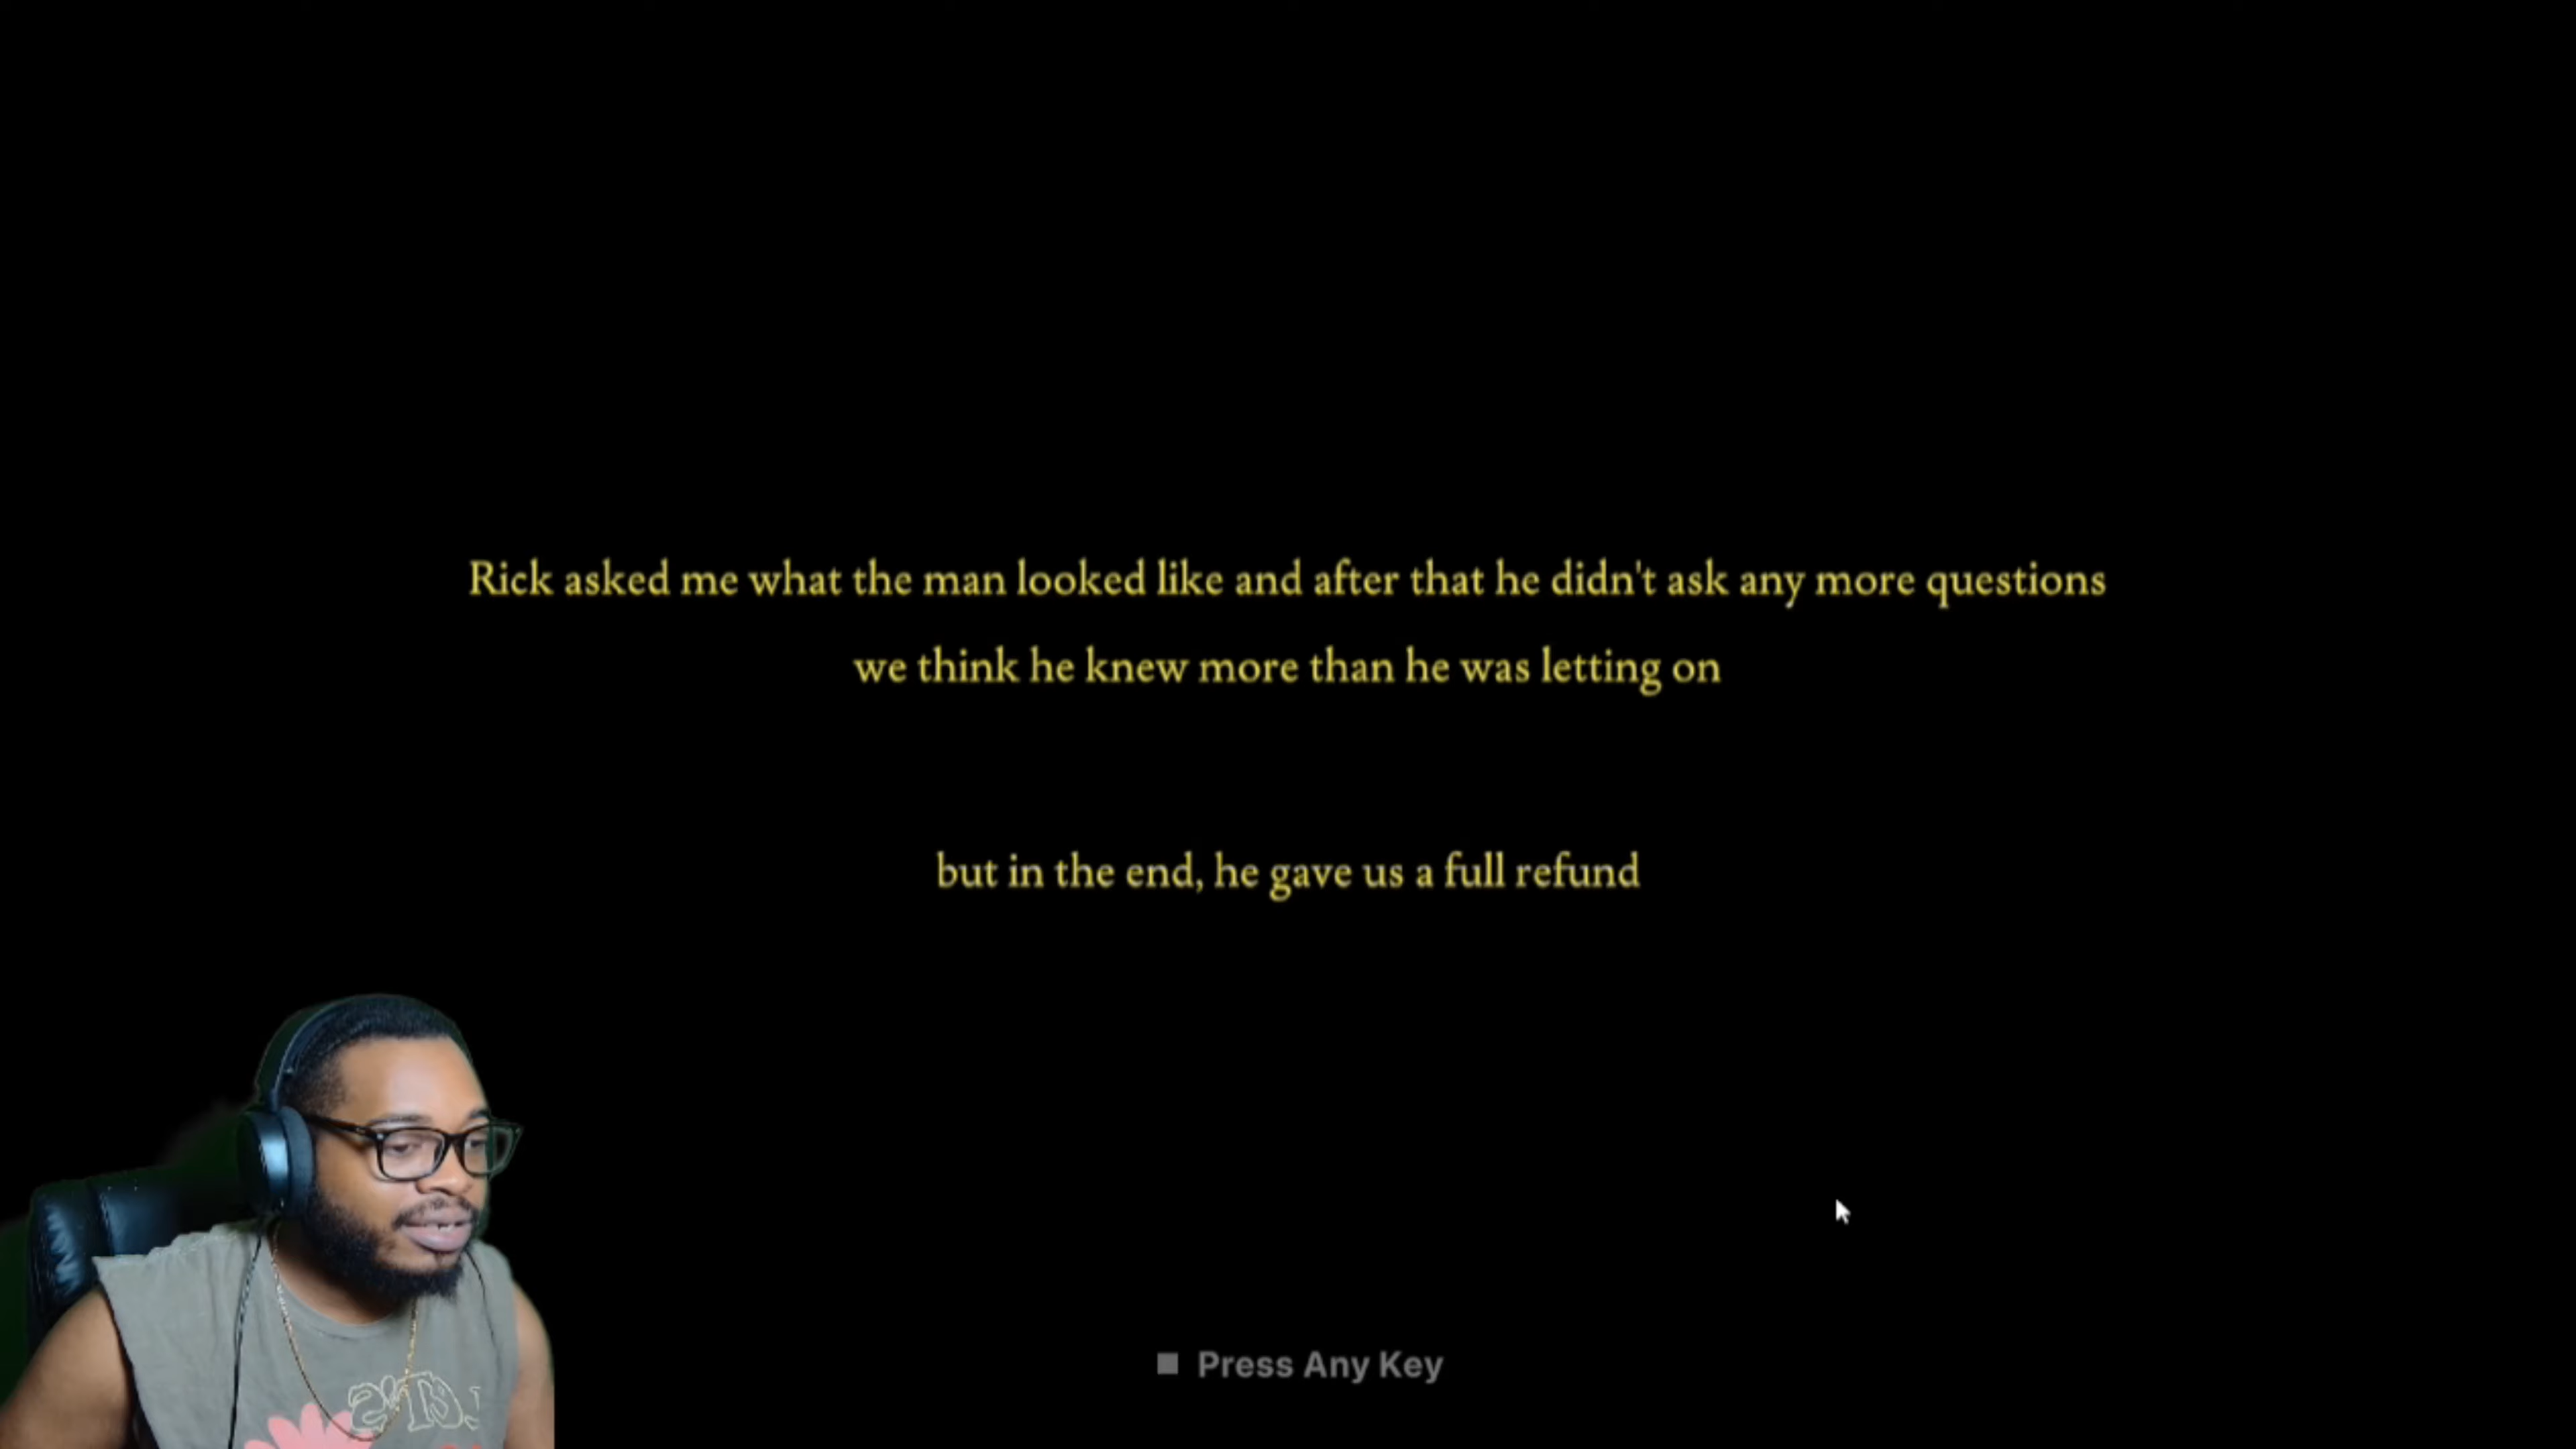 Rick asked me what the man looked like and after that he didn't ask any more questions
we think he knew more than he was letting on
but in the end, he gave us a full refund
Press Any Key